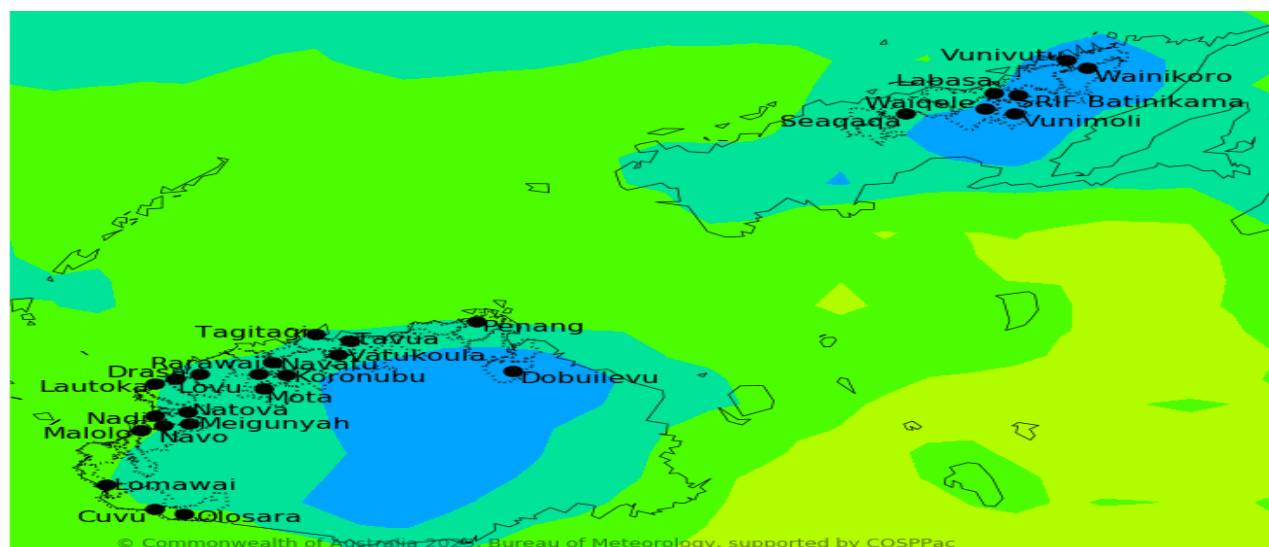 Vunivutu
Wainikoro
Labasa
SRIF Batinikama
Waiqele
Seaqaqa
Vunimoli
Tagitagi
Penang
Tavua
Vatukoula
Rarawai
Navatu
Drasa
Koronubu
Dobuilevu
Lautoka
Lovu
Mota
Natova
Nadi
Meigunyah
Malolo
Navo
Lomawai
Cuvu
Olosara
© Commonwealth of Australia Bureau of Meteorology, supported by COSPPac